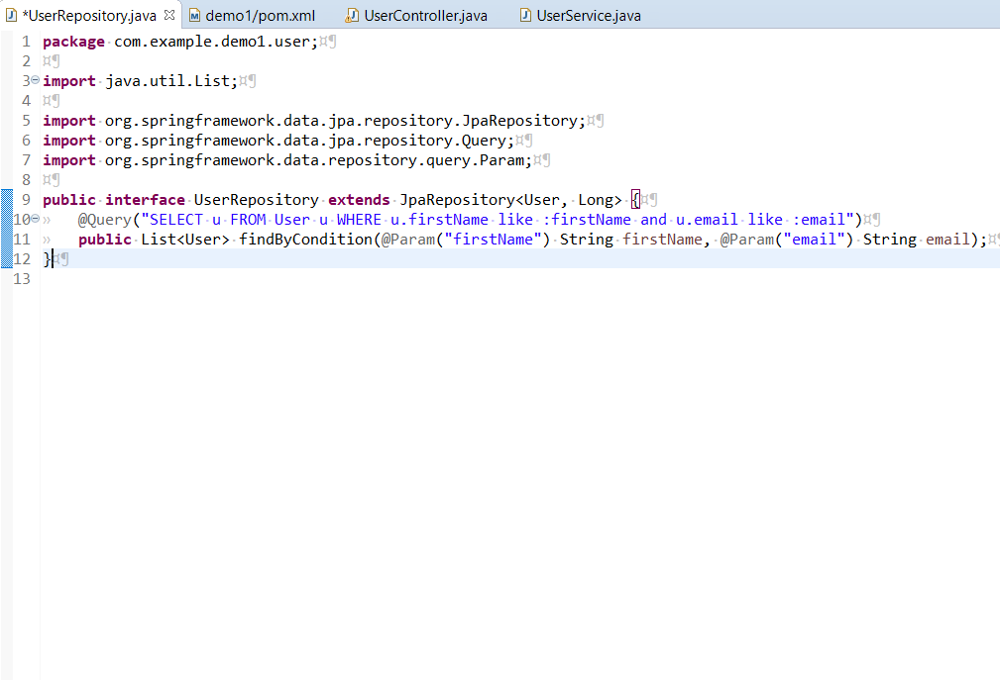 *UserRepository.java demo1/pom.xml UserController.java UserService.java
1 package com.example.demo1.user;
2
3 import java.util.List;
4
5 import org.springframework.data.jpa.repository.JpaRepository;
6 import org.springframework.data.jpa.repository.Query;
7 import org.springframework.data.repository.query.Param;
8
9 public interface UserRepository extends JpaRepository<User, Long> {
10 @Query("SELECT u FROM User u WHERE u.firstName like :firstName and u.email like :email")
11 public List<User> findByCondition(@Param("firstName") String firstName, @Param("email") String email);
12 }
13